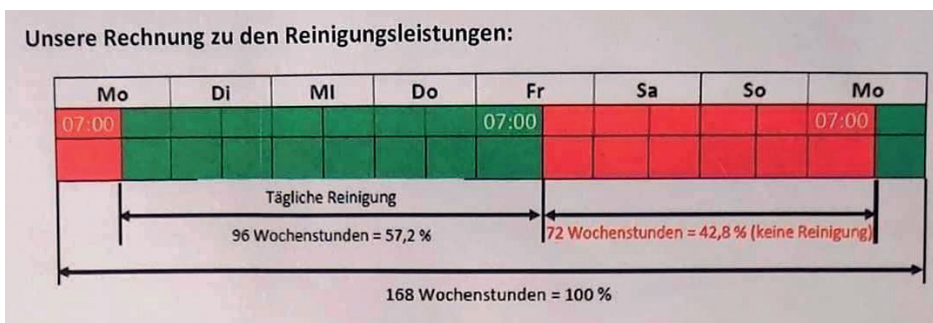 Unsere Rechnung zu den Reinigungsleistungen:
Mo Di MI Do Fr Sa So Mo
07:00 07:00 07:00
Tägliche Reinigung
96 Wochenstunden = 57,2 %
72 Wochenstunden = 42,8 % (keine Reinigung)
168 Wochenstunden = 100 %